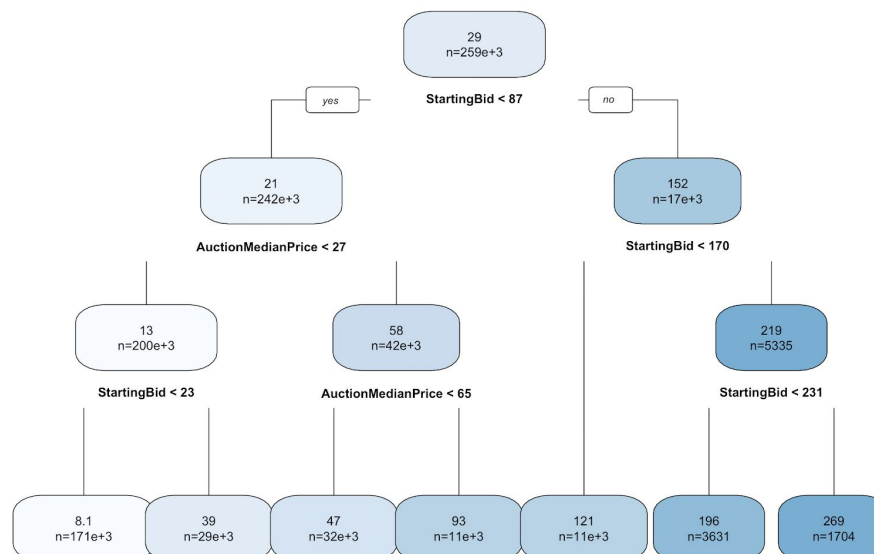 29
n=259e+3
StartingBid < 87
yes
no
21
n=242e+3
AuctionMedianPrice < 27
152
n=17e+3
StartingBid < 170
13
n=200e+3
StartingBid < 23
58
n=42e+3
AuctionMedianPrice < 65
219
n=5335
StartingBid < 231
8.1
n=171e+3
39
n=29e+3
47
n=32e+3
93
n=11e+3
121
n=11e+3
196
n=3631
269
n=1704